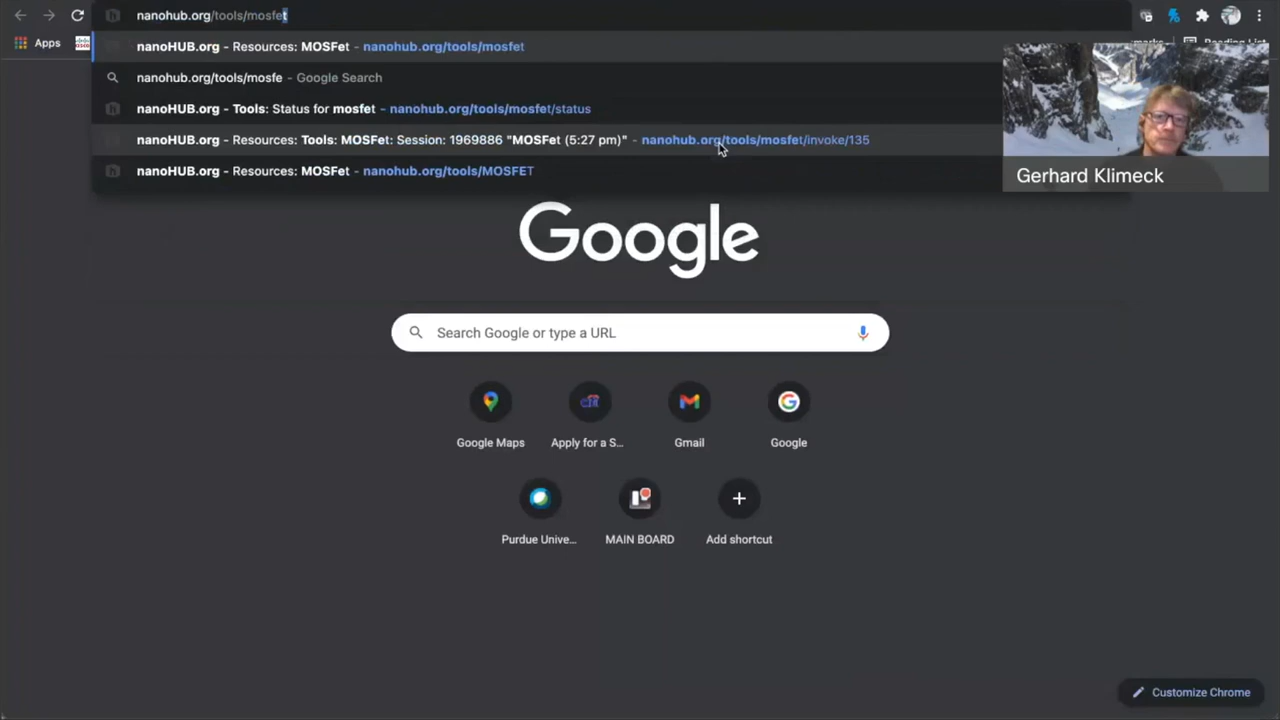 nanohub.org/tools/mosfet
Apps
nanoHUB.org - Resources: MOSFet - nanohub.org/tools/mosfet
nanohub.org/tools/mosfe - Google Search
nanoHUB.org - Tools: Status for mosfet - nanohub.org/tools/mosfet/status
nanoHUB.org - Resources: Tools: MOSFet: Session: 1969886 "MOSFet (5:27 pm)" - nanohub.org/tools/mosfet/invoke/135
nanoHUB.org - Resources: MOSFet - nanohub.org/tools/MOSFET
Gerhard Klimeck
Google
Search Google or type a URL
Google Maps
Apply for a S...
Gmail
Google
Purdue Unive...
MAIN BOARD
Add shortcut
Customize Chrome